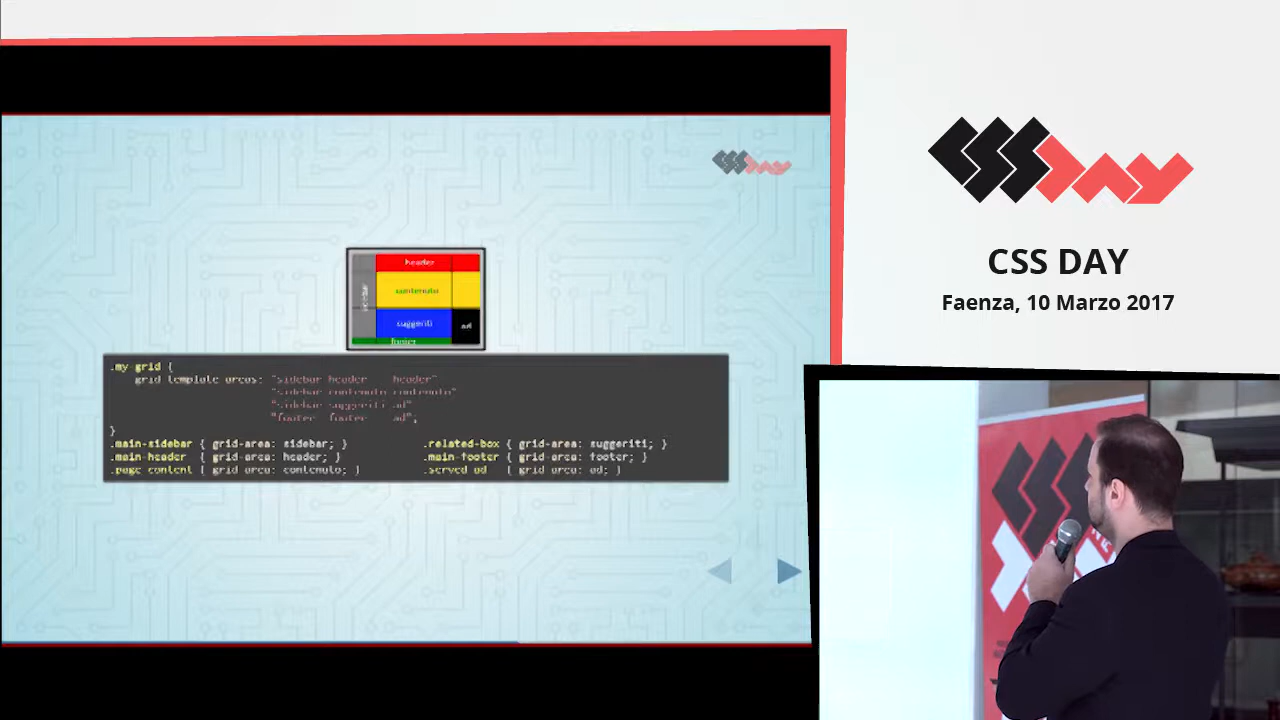 CSS Day
CSS DAY
Faenza, 10 Marzo 2017
header
sidebar
contenuto
suggeriti
ad
footer
.my-grid {
grid-template-areas: "sidebar header header"
"sidebar contenuto contenuto"
"sidebar suggeriti ad"
"footer footer ad";
}
.main-sidebar { grid-area: sidebar; }
.main-header { grid-area: header; }
.page-content { grid-area: contenuto; }
.related-box { grid-area: suggeriti; }
.main-footer { grid-area: footer; }
.served-ad { grid-area: ad; }